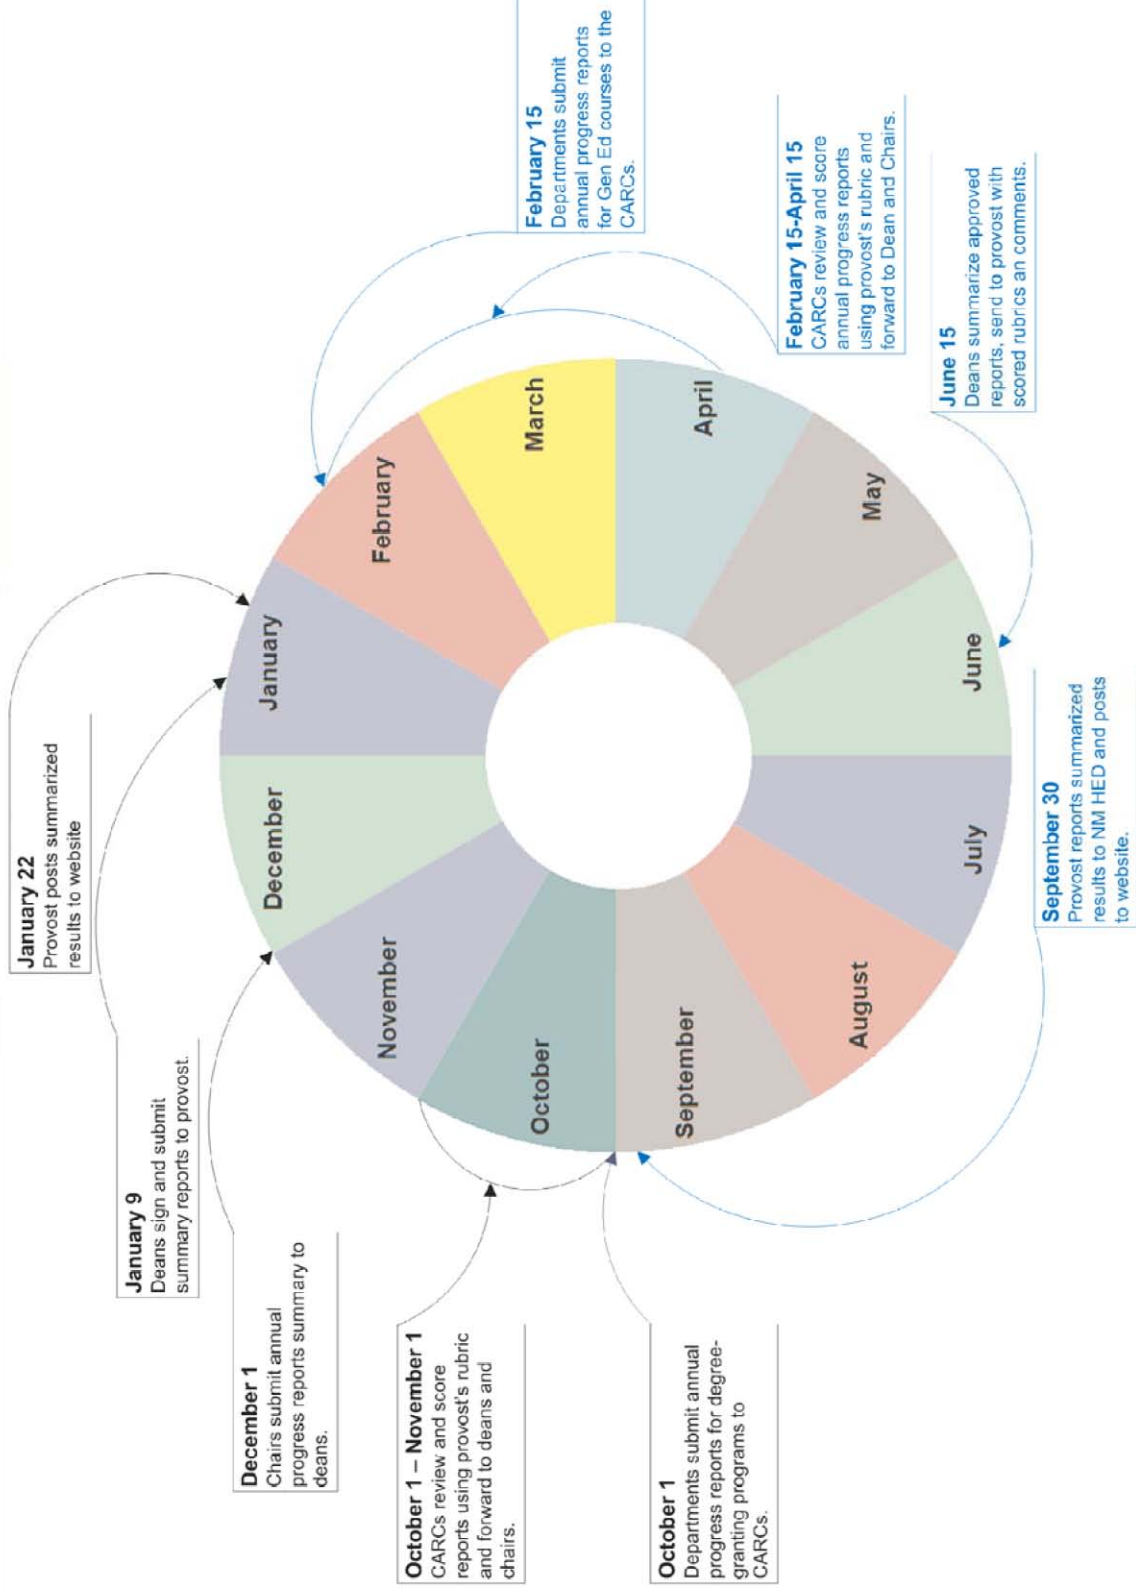 January 22
Provost posts summarized
results to website
January 9
Deans sign and submit
summary reports to provost.
December 1
Chairs submit annual
progress reports summary to
deans.
October 1 – November 1
CARCs review and score
reports using provost's rubric
and forward to deans and
chairs.
October 1
Departments submit annual
progress reports for degree-
granting programs to
CARCs.
January
February
March
April
May
June
July
August
September
October
November
December
February 15
Departments submit
annual progress reports
for Gen Ed courses to the
CARCs.
February 15-April 15
CARCs review and score
annual progress reports
using provost's rubric and
forward to Dean and Chairs.
June 15
Deans summarize approved
reports, send to provost with
scored rubrics an comments.
September 30
Provost reports summarized
results to NM HED and posts
to website.